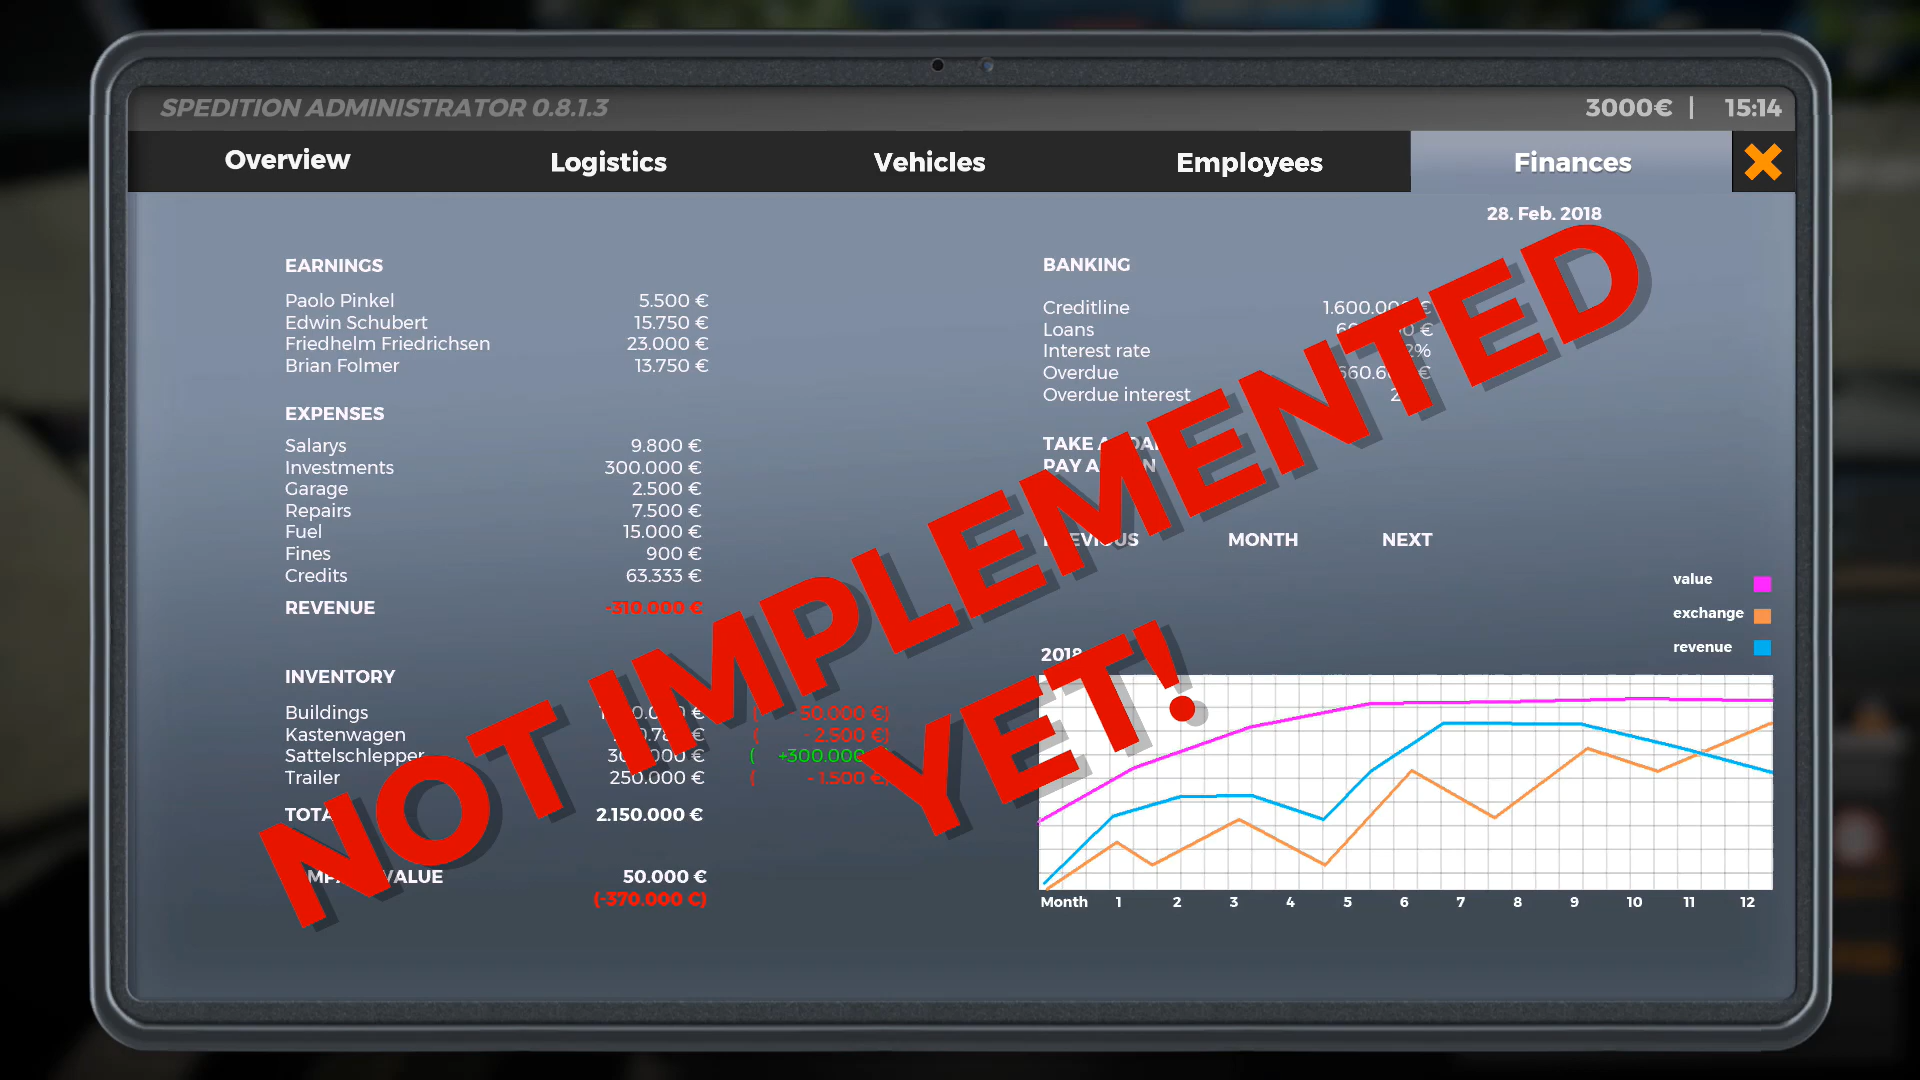 SPEDITION ADMINISTRATOR 0.8.1.3
3000€ | 15:14
Overview
Logistics
Vehicles
Employees
Finances
28. Feb. 2018
EARNINGS
Paolo Pinkel 5.500 €
Edwin Schubert 15.750 €
Friedhelm Friedrichsen 23.000 €
Brian Folmer 13.750 €
EXPENSES
Salarys 9.800 €
Investments 300.000 €
Garage 2.500 €
Repairs 7.500 €
Fuel 15.000 €
Fines 900 €
Credits 63.333 €
REVENUE -310.000 €
INVENTORY
Buildings ( - 50.000 €)
Kastenwagen ( - 2.500 €)
Sattelschlepper ( +300.000
Trailer 250.000 € ( - 1.500 €)
2.150.000 €
VALUE 50.000 €
(-370.000 €)
BANKING
Creditline
Loans
Interest rate
Overdue
Overdue interest
TAKE
PAY
PREVIOUS MONTH NEXT
value
exchange
revenue
2018
Month 1 2 3 4 5 6 7 8 9 10 11 12
NOT IMPLEMENTED
YET!